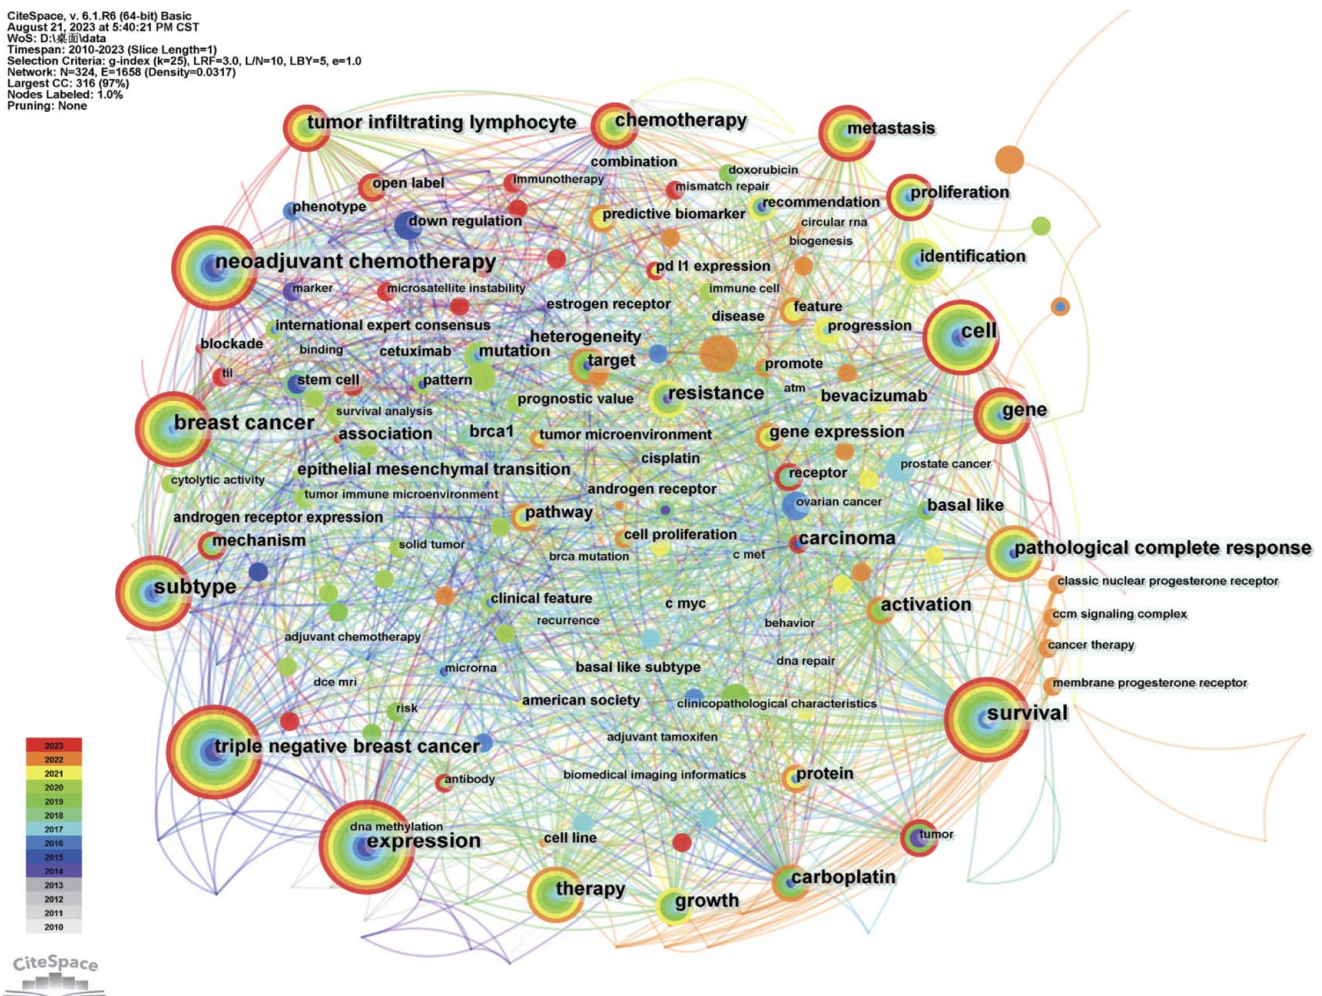 CiteSpace, v. 6.1.R6 (64-bit) Basic
August 21, 2023 at 5:40:21 PM CST
WoS: D:\桌面\data
Timespan: 2010-2023 (Slice Length=1)
Selection Criteria: g-index (k=25), LRF=3.0, L/N=10, LBY=5, e=1.0
Network: N=324, E=1658 (Density=0.0317)
Largest CC: 316 (97%)
Nodes Labeled: 1.0%
Pruning: None
tumor infiltrating lymphocyte
chemotherapy
metastasis
combination
doxorubicin
open label
immunotherapy
mismatch repair
proliferation
phenotype
recommendation
down regulation
predictive biomarker
circular rna
biogenesis
neoadjuvant chemotherapy
identification
pd l1 expression
marker
microsatellite instability
immune cell
estrogen receptor
feature
disease
international expert consensus
progression
cell
heterogeneity
blockade
binding
cetuximab
mutation
target
promote
til
stem cell
pattern
resistance
atm
bevacizumab
prognostic value
survival analysis
gene
breast cancer
association
brca1
tumor microenvironment
gene expression
cisplatin
epithelial mesenchymal transition
receptor
prostate cancer
cytolytic activity
tumor immune microenvironment
androgen receptor
ovarian cancer
basal like
androgen receptor expression
pathway
mechanism
solid tumor
cell proliferation
carcinoma
brca mutation
c met
pathological complete response
classic nuclear progesterone receptor
subtype
clinical feature
c myc
activation
ccm signaling complex
recurrence
behavior
adjuvant chemotherapy
cancer therapy
microrna
basal like subtype
dna repair
dce mri
membrane progesterone receptor
american society
clinicopathological characteristics
risk
survival
adjuvant tamoxifen
triple negative breast cancer
antibody
biomedical imaging informatics
protein
dna methylation
expression
cell line
tumor
therapy
growth
carboplatin
2023
2022
2021
2020
2019
2018
2017
2016
2015
2014
2013
2012
2011
2010
CiteSpace